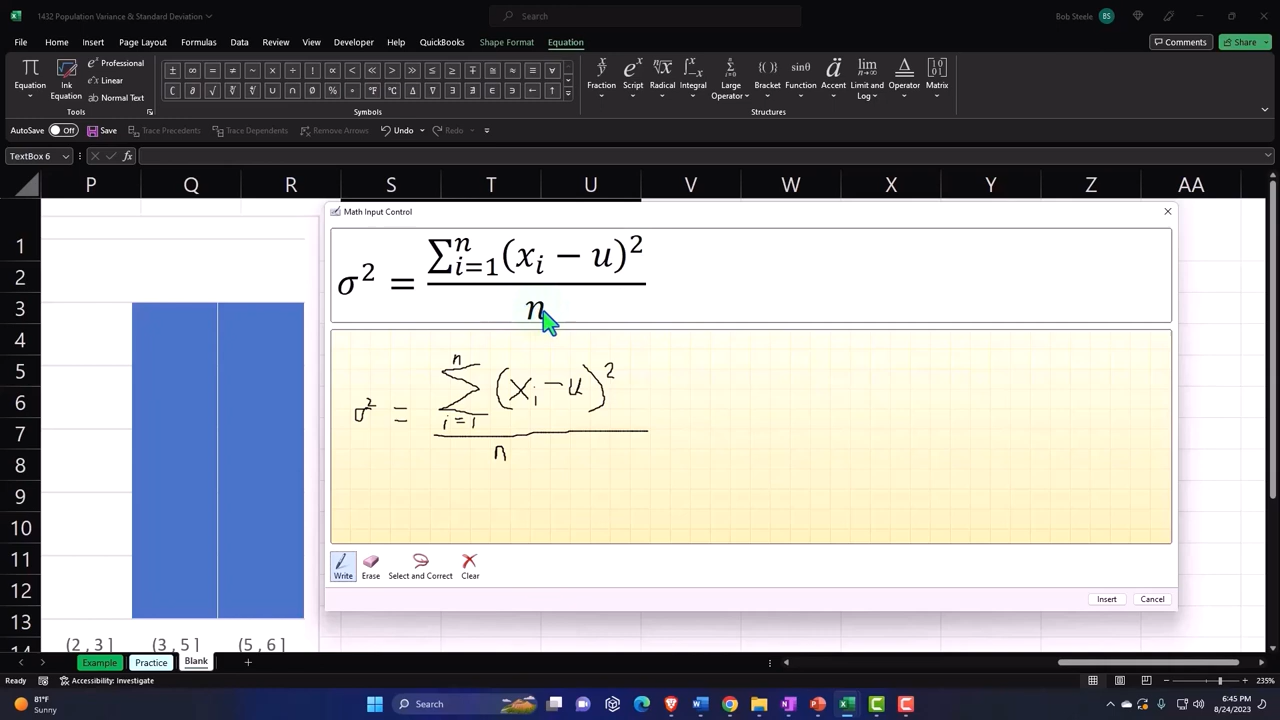 1432 Population Variance & Standard Deviation
Search
Bob Steele BS
File Home Insert Page Layout Formulas Data Review View Developer Help QuickBooks Shape Format Equation
Comments Share
Equation
Ink Equation
Professional
Linear
Normal Text
Tools
± ∞ = ≠ ~ × ÷ ! ∝ < ≪ > ≫ ≤ ≥ ∓ ≅ ≈ ≡ ∀
Symbols
Fraction Script Radical Integral Large Operator Bracket Function Accent Limit and Log Operator Matrix
Structures
AutoSave Off Save Trace Precedents Trace Dependents Remove Arrows Undo Redo
TextBox 6 fx
P Q R S T U V W X Y Z AA
1
2
3
4
5
6
7
8
9
10
11
12
13
14
Math Input Control
σ² = Σⁿᵢ₌₁(xᵢ − u)² / n
n
σ² = Σ (xᵢ − u)²
i = 1
n
Write Erase Select and Correct Clear
Insert Cancel
(2 , 3 ] (3 , 5 ] (5 , 6 ]
Example Practice Blank
Ready Accessibility: Investigate 235%
81°F
Sunny
Search
6:45 PM
8/24/2023